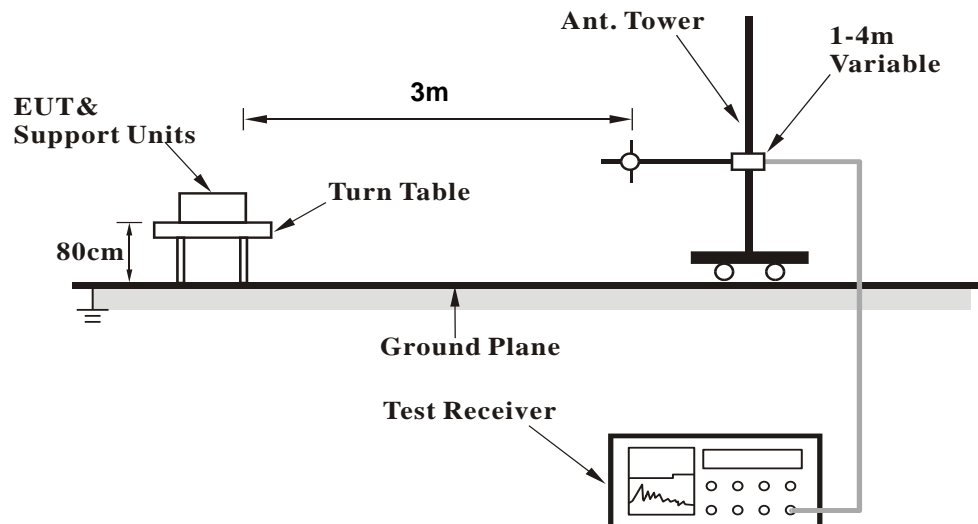 Ant. Tower
1-4m
Variable
3m
EUT&
Support Units
Turn Table
80cm
Ground Plane
Test Receiver